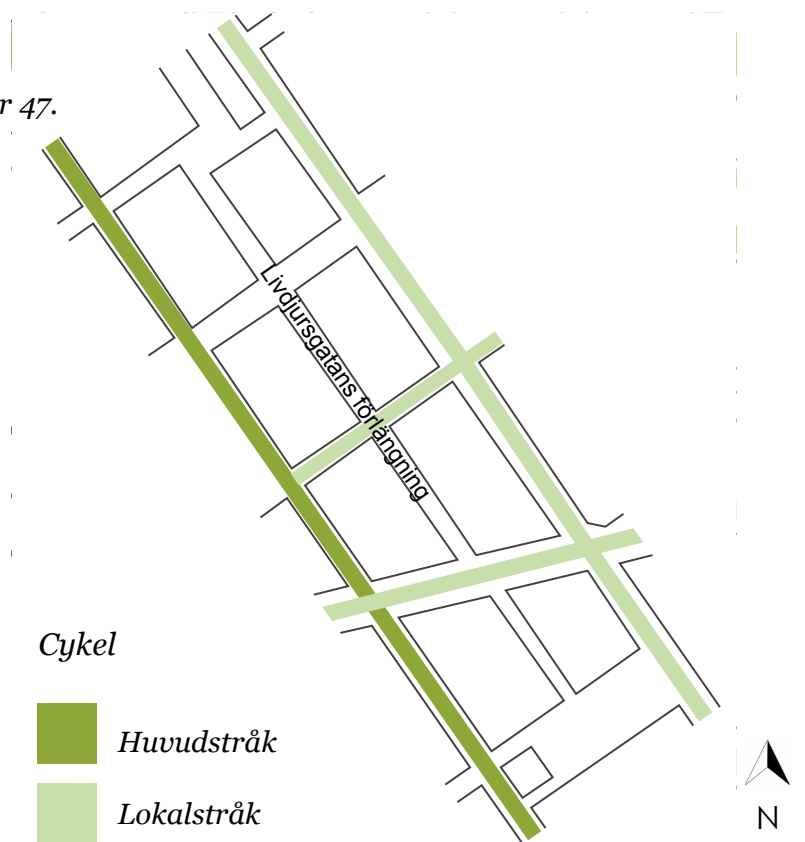 r 47.
Livdjursgatans förlängning
Cykel
Huvudstråk
Lokalstråk
N